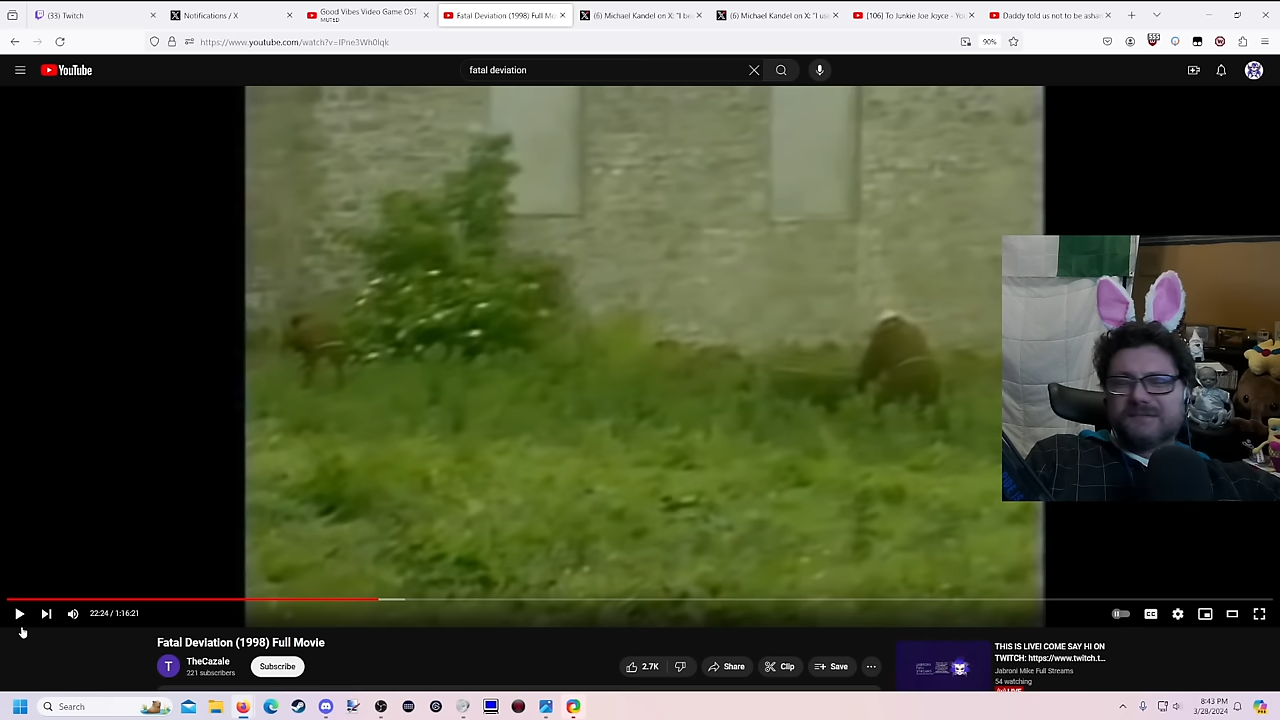 (33) Twitch
Notifications / X
Good Vibes Video Game OST
MUTED
Fatal Deviation (1998) Full Mo
(6) Michael Kandel on X: "I be
(6) Michael Kandel on X: "I use
[106] To Junkie Joe Joyce - Yo
Daddy told us not to be asha
https://www.youtube.com/watch?v=IPne3Wh0lqk
90%
YouTube
fatal deviation
22:24 / 1:16:21
CC
Fatal Deviation (1998) Full Movie
T
TheCazale
221 subscribers
Subscribe
2.7K
Share
Clip
Save
THIS IS LIVE! COME SAY HI ON
TWITCH: https://www.twitch.t...
Jabroni Mike Full Streams
54 watching
Search
8:43 PM
3/28/2024